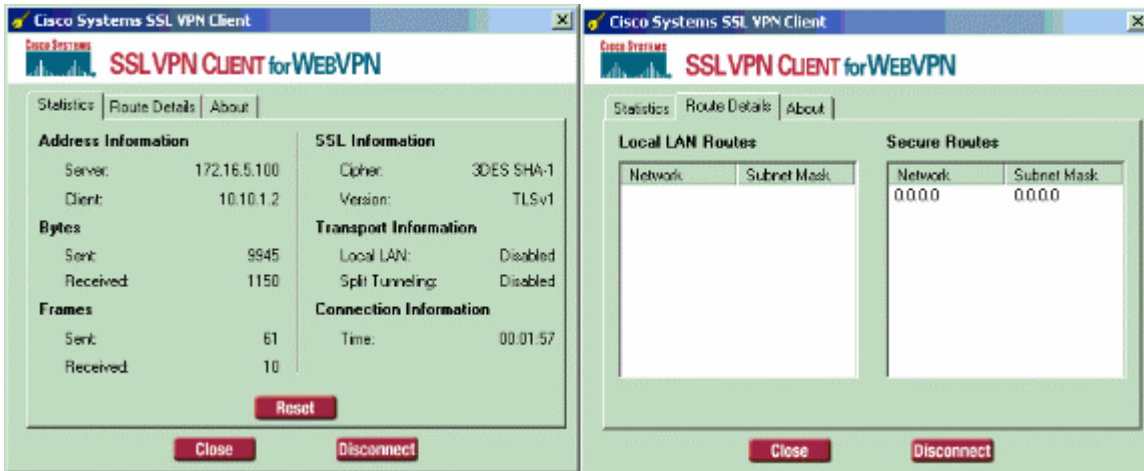 Cisco Systems SSL VPN Client
CISCO SYSTEMS
SSL VPN CLIENT for WEBVPN
Statistics Route Details About
Address Information
Server: 172.16.5.100
Client: 10.10.1.2
Bytes
Sent: 9945
Received: 1150
Frames
Sent: 61
Received: 10
SSL Information
Cipher: 3DES SHA-1
Version: TLSv1
Transport Information
Local LAN: Disabled
Split Tunneling: Disabled
Connection Information
Time: 00:01:57
Reset
Close Disconnect
Cisco Systems SSL VPN Client
CISCO SYSTEMS
SSL VPN CLIENT for WEBVPN
Statistics Route Details About
Local LAN Routes
Network Subnet Mask
Secure Routes
Network Subnet Mask
0.0.0.0 0.0.0.0
Close Disconnect